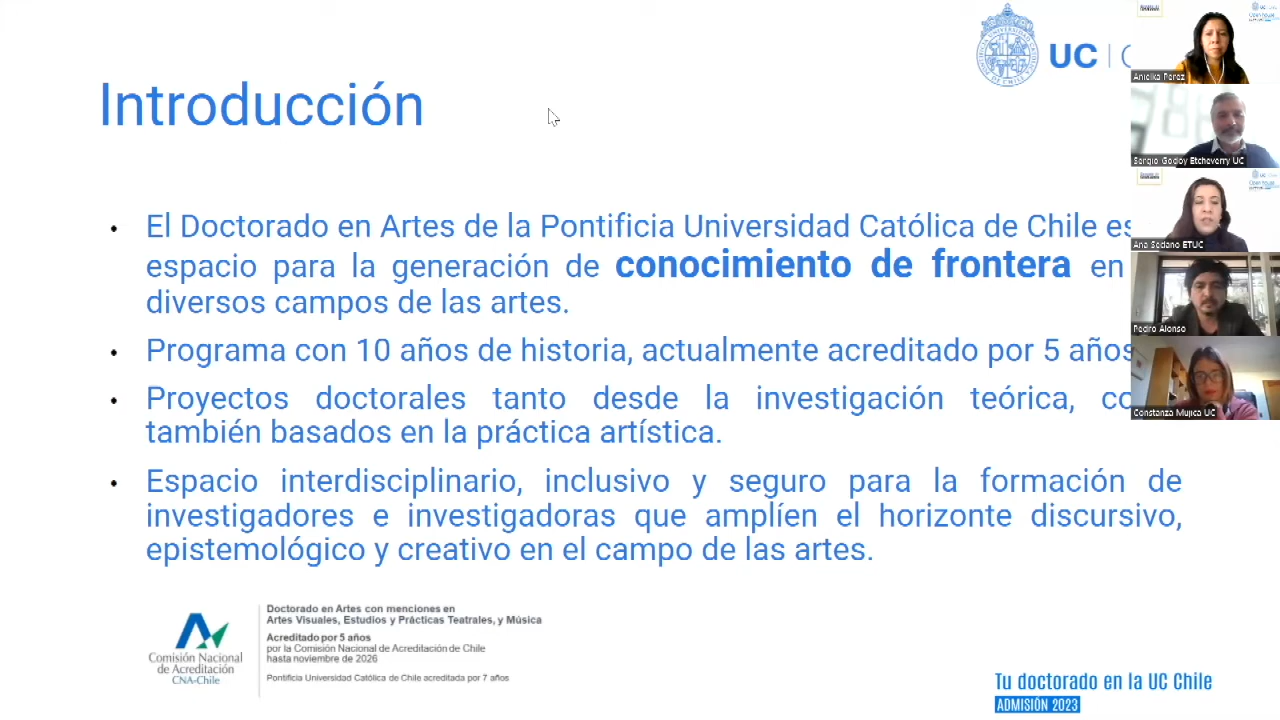 Introducción
UC
El Doctorado en Artes de la Pontificia Universidad Católica de Chile es
espacio para la generación de conocimiento de frontera en
diversos campos de las artes.
Programa con 10 años de historia, actualmente acreditado por 5 años
Proyectos doctorales tanto desde la investigación teórica, co
también basados en la práctica artística.
Espacio interdisciplinario, inclusivo y seguro para la formación de
investigadores e investigadoras que amplíen el horizonte discursivo,
epistemológico y creativo en el campo de las artes.
Comisión Nacional
de Acreditación
CNA-Chile
Doctorado en Artes con menciones en
Artes Visuales, Estudios y Prácticas Teatrales, y Música
Acreditado por 5 años
por la Comisión Nacional de Acreditación de Chile
hasta noviembre de 2026
Pontificia Universidad Católica de Chile acreditada por 7 años
Tu doctorado en la UC Chile
ADMISIÓN 2023
Anielka Pérez
Sergio Godoy Etcheverry UC
Ana Sedano ETUC
Pedro Alonso
Constanza Mujica UC